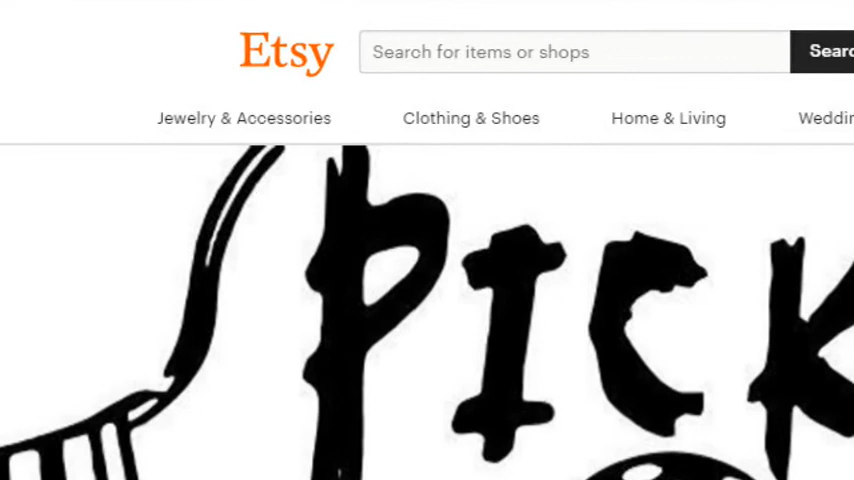 Etsy
Search for items or shops
Searc
Jewelry & Accessories
Clothing & Shoes
Home & Living
Weddin
PICK